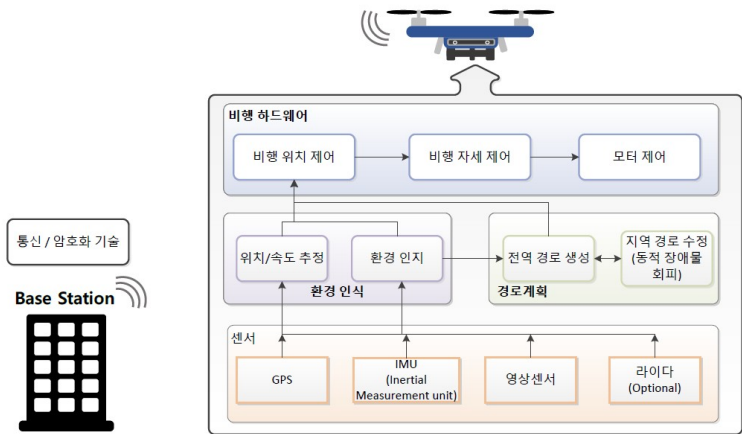 비행 하드웨어
비행 위치 제어
비행 자세 제어
모터 제어
통신 / 암호화 기술
Base Station
위치/속도 추정
환경 인지
환경 인식
전역 경로 생성
지역 경로 수정
(동적 장애물
회피)
경로계획
센서
GPS
IMU
(Inertial
Measurement unit)
영상센서
라이다
(Optional)